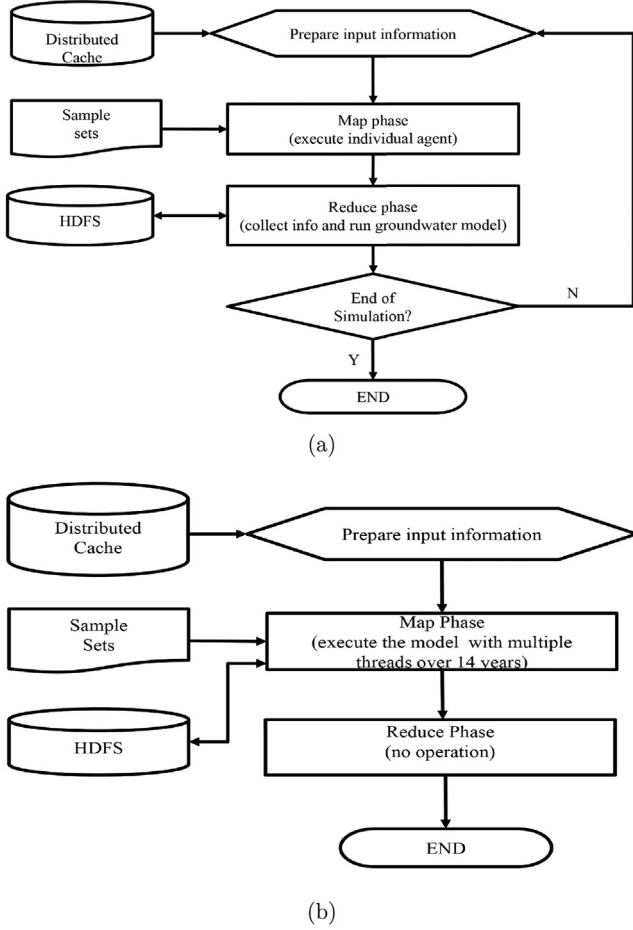 Distributed
Cache
Prepare input information
Sample
sets
Map phase
(execute individual agent)
HDFS
Reduce phase
(collect info and run groundwater model)
End of
Simulation?
N
Y
END
(a)
Distributed
Cache
Prepare input information
Sample
Sets
Map Phase
(execute the model with multiple
threads over 14 years)
HDFS
Reduce Phase
(no operation)
END
(b)